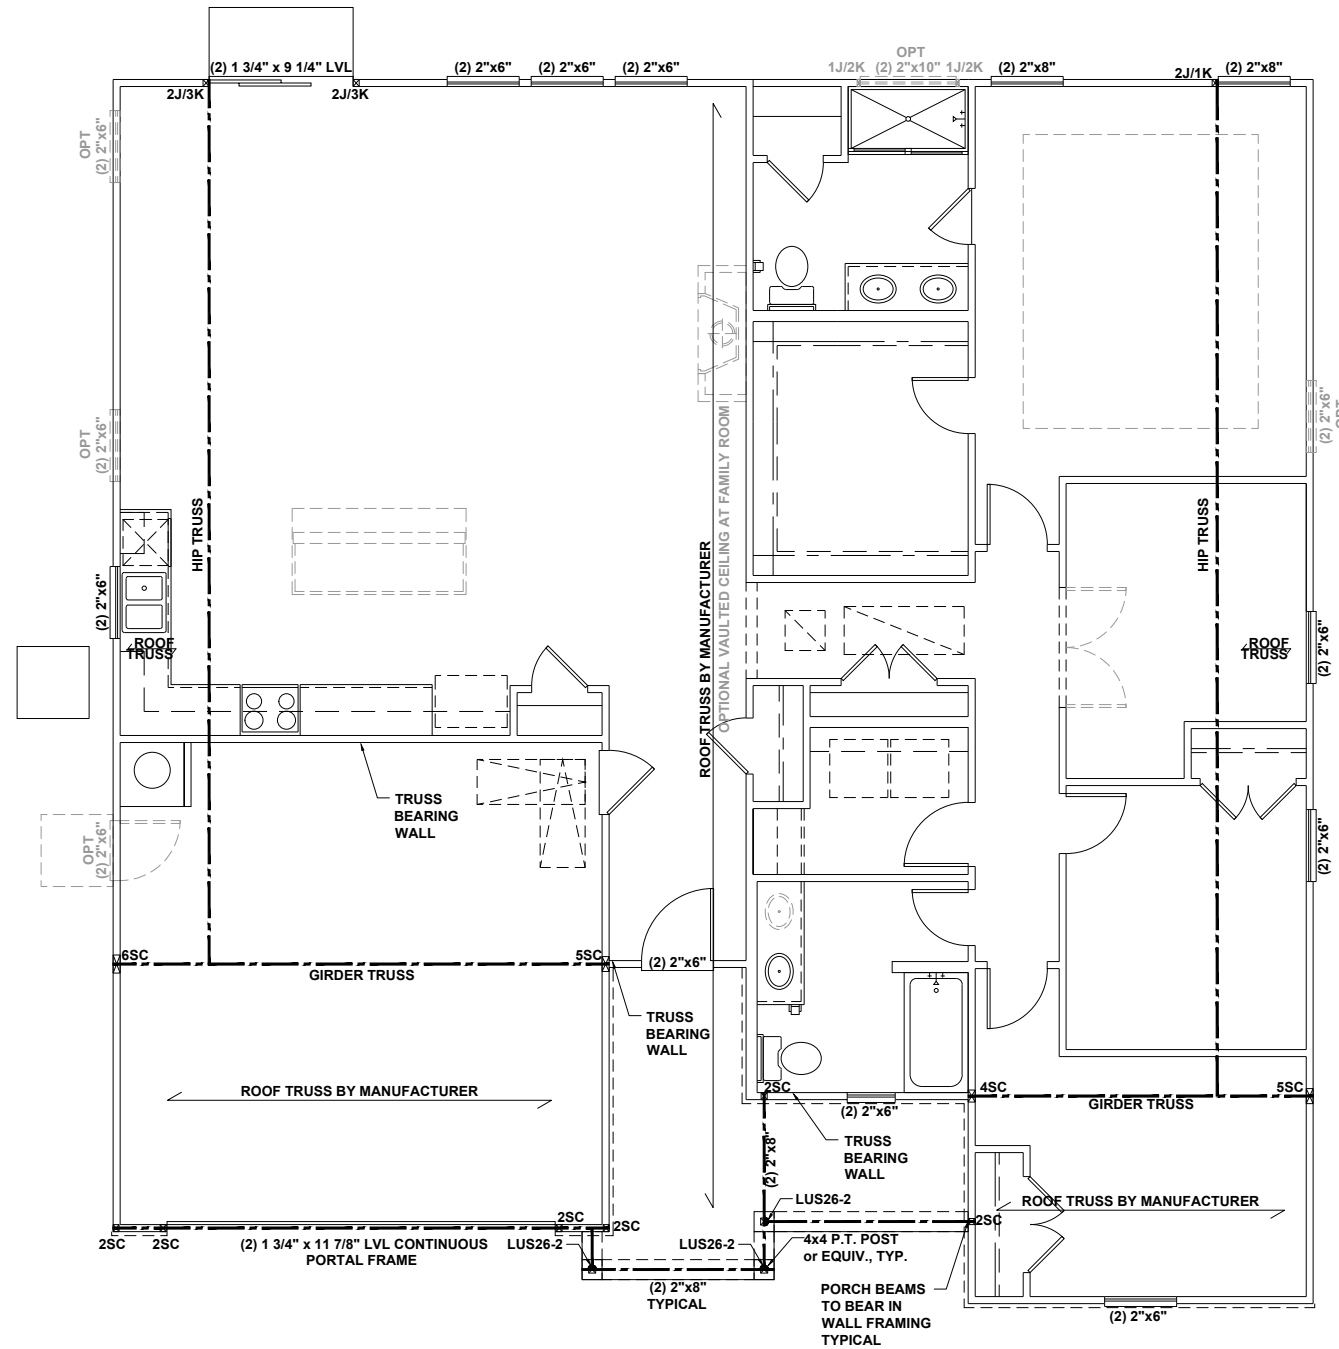 OPT
(2) 1 3/4" x 9 1/4" LVL
(2) 2"x6"
(2) 2"x6"
(2) 2"x6"
1J/2K
(2) 2"x10"
1J/2K
(2) 2"x8"
2J/1K
(2) 2"x8"
2J/3K
2J/3K
OPT
(2) 2"x6"
OPT
(2) 2"x6"
OPT
(2) 2"x6"
HIP TRUSS
OPTIONAL VAULTED CEILING AT FAMILY ROOM
ROOF TRUSS BY MANUFACTURER
HIP TRUSS
(2) 2"x6"
ROOF
TRUSS
ROOF
TRUSS
(2) 2"x6"
TRUSS
BEARING
WALL
OPT
(2) 2"x6"
(2) 2"x6"
6SC
5SC
GIRDER TRUSS
(2) 2"x6"
TRUSS
BEARING
WALL
ROOF TRUSS BY MANUFACTURER
2SC
4SC
5SC
GIRDER TRUSS
(2) 2"x6"
(2) 2"x8"
TRUSS
BEARING
WALL
LUS26-2
ROOF TRUSS BY MANUFACTURER
2SC
2SC
2SC
2SC
2SC
(2) 1 3/4" x 11 7/8" LVL CONTINUOUS
PORTAL FRAME
LUS26-2
LUS26-2
4x4 P.T. POST
or EQUIV., TYP.
(2) 2"x8"
TYPICAL
PORCH BEAMS
TO BEAR IN
WALL FRAMING
TYPICAL
(2) 2"x6"